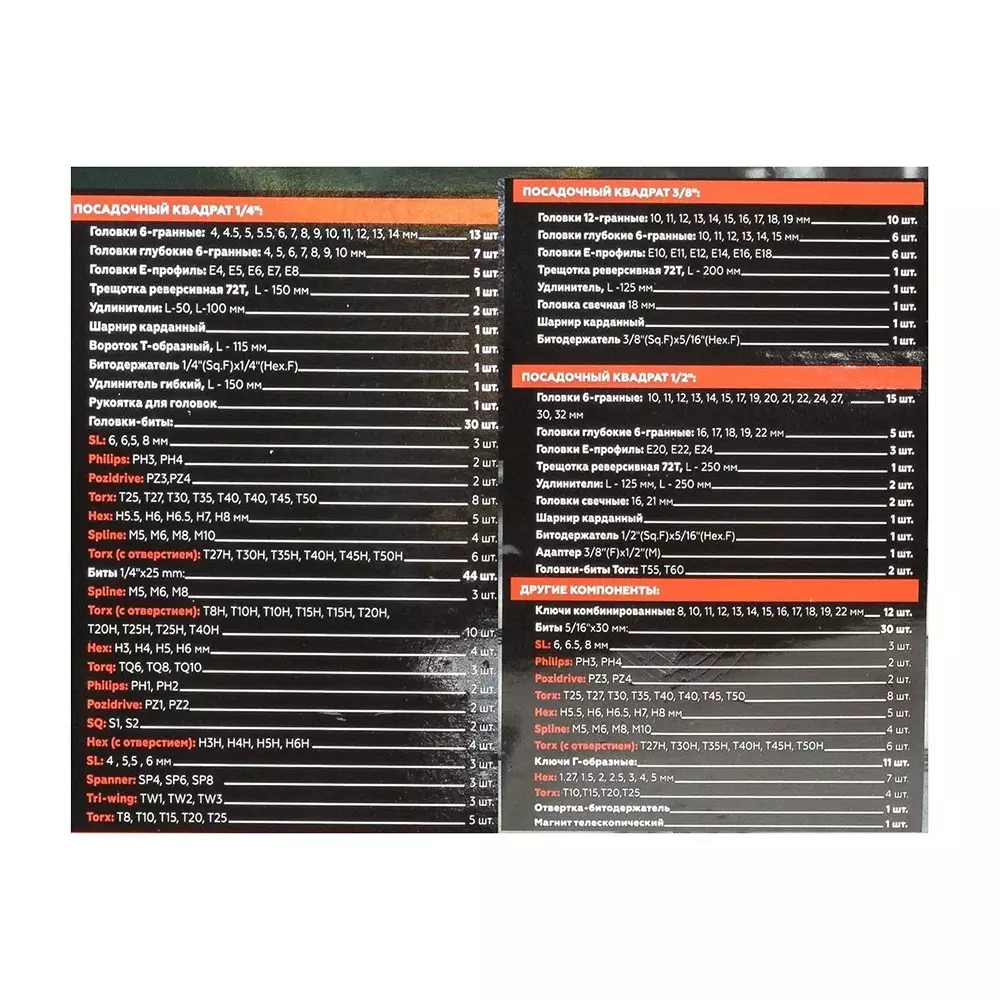 ПОСАДОЧНЫЙ КВАДРАТ 1/4":
Головки 6-гранные: 4, 4.5, 5, 5.5, 6, 7, 8, 9, 10, 11, 12, 13, 14 мм 13 шт.
Головки глубокие 6-гранные: 4, 5, 6, 7, 8, 9, 10 мм 7 шт.
Головки Е-профиль: Е4, Е5, Е6, Е7, Е8 5 шт.
Трещотка реверсивная 72Т, L - 150 мм 1 шт.
Удлинители: L-50, L-100 мм 2 шт.
Шарнир карданный 1 шт.
Вороток Т-образный, L - 115 мм 1 шт.
Битодержатель 1/4"(Sq.F)x1/4"(Hex.F) 1 шт.
Удлинитель гибкий, L - 150 мм 1 шт.
Рукоятка для головок 1 шт.
Головки-биты: 30 шт.
SL: 6, 6,5, 8 мм 3 шт.
Philips: PH3, PH4 2 шт.
Pozidrive: PZ3,PZ4 2 шт.
Torx: T25, T27, T30, T35, T40, T40, T45, T50 8 шт.
Hex: H5.5, H6, H6.5, H7, H8 мм 5 шт.
Spline: M5, M6, M8, M10 4 шт.
Torx (с отверстием): T27H, T30H, T35H, T40H, T45H, T50H 6 шт.
Биты 1/4"x25 mm: 44 шт.
Spline: M5, M6, M8 3 шт.
Torx (с отверстием): T8H, T10H, T10H, T15H, T15H, T20H,
T20H, T25H, T25H, T40H 10 шт.
Hex: H3, H4, H5, H6 мм 4 шт.
Torq: TQ6, TQ8, TQ10 3 шт.
Philips: PH1, PH2 2 шт.
Pozidrive: PZ1, PZ2 2 шт.
SQ: S1, S2 2 шт.
Hex (с отверстием): H3H, H4H, H5H, H6H 4 шт.
SL: 4 , 5,5 , 6 мм 3 шт.
Spanner: SP4, SP6, SP8 3 шт.
Tri-wing: TW1, TW2, TW3 3 шт.
Torx: T8, T10, T15, T20, T25 5 шт.
ПОСАДОЧНЫЙ КВАДРАТ 3/8":
Головки 12-гранные: 10, 11, 12, 13, 14, 15, 16, 17, 18, 19 мм 10 шт.
Головки глубокие 6-гранные: 10, 11, 12, 13, 14, 15 мм 6 шт.
Головки Е-профиль: Е10, Е11, Е12, Е14, Е16, Е18 6 шт.
Трещотка реверсивная 72Т, L - 200 мм 1 шт.
Удлинитель, L -125 мм 1 шт.
Головка свечная 18 мм 1 шт.
Шарнир карданный 1 шт.
Битодержатель 3/8"(Sq.F)x5/16"(Hex.F) 1 шт.
ПОСАДОЧНЫЙ КВАДРАТ 1/2":
Головки 6-гранные: 10, 11, 12, 13, 14, 15, 17, 19, 20, 21, 22, 24, 27, 15 шт.
30, 32 мм
Головки глубокие 6-гранные: 16, 17, 18, 19, 22 мм 5 шт.
Головки Е-профиль: Е20, Е22, Е24 3 шт.
Трещотка реверсивная 72Т, L - 250 мм 1 шт.
Удлинители: L - 125 мм, L - 250 мм 2 шт.
Головки свечные: 16, 21 мм 2 шт.
Шарнир карданный 1 шт.
Битодержатель 1/2"(Sq.F)x5/16"(Hex.F) 1 шт.
Адаптер 3/8"(F)x1/2"(M) 1 шт.
Головки-биты Torx: T55, T60 2 шт.
ДРУГИЕ КОМПОНЕНТЫ:
Ключи комбинированные: 8, 10, 11, 12, 13, 14, 15, 16, 17, 18, 19, 22 мм 12 шт.
Биты 5/16"x30 мм: 30 шт.
SL: 6, 6.5, 8 мм 3 шт.
Philips: PH3, PH4 2 шт.
Pozidrive: PZ3, PZ4 2 шт.
Torx: T25, T27, T30, T35, T40, T40, T45, T50 8 шт.
Hex: H5.5, H6, H6.5, H7, H8 мм 5 шт.
Spline: M5, M6, M8, M10 4 шт.
Torx (с отверстием): T27H, T30H, T35H, T40H, T45H, T50H 6 шт.
Ключи Г-образные: 11 шт.
Hex: 1.27, 1.5, 2, 2.5, 3, 4, 5 мм 7 шт.
Torx: T10,T15,T20,T25 4 шт.
Отвертка-битодержатель 1 шт.
Магнит телескопический 1 шт.